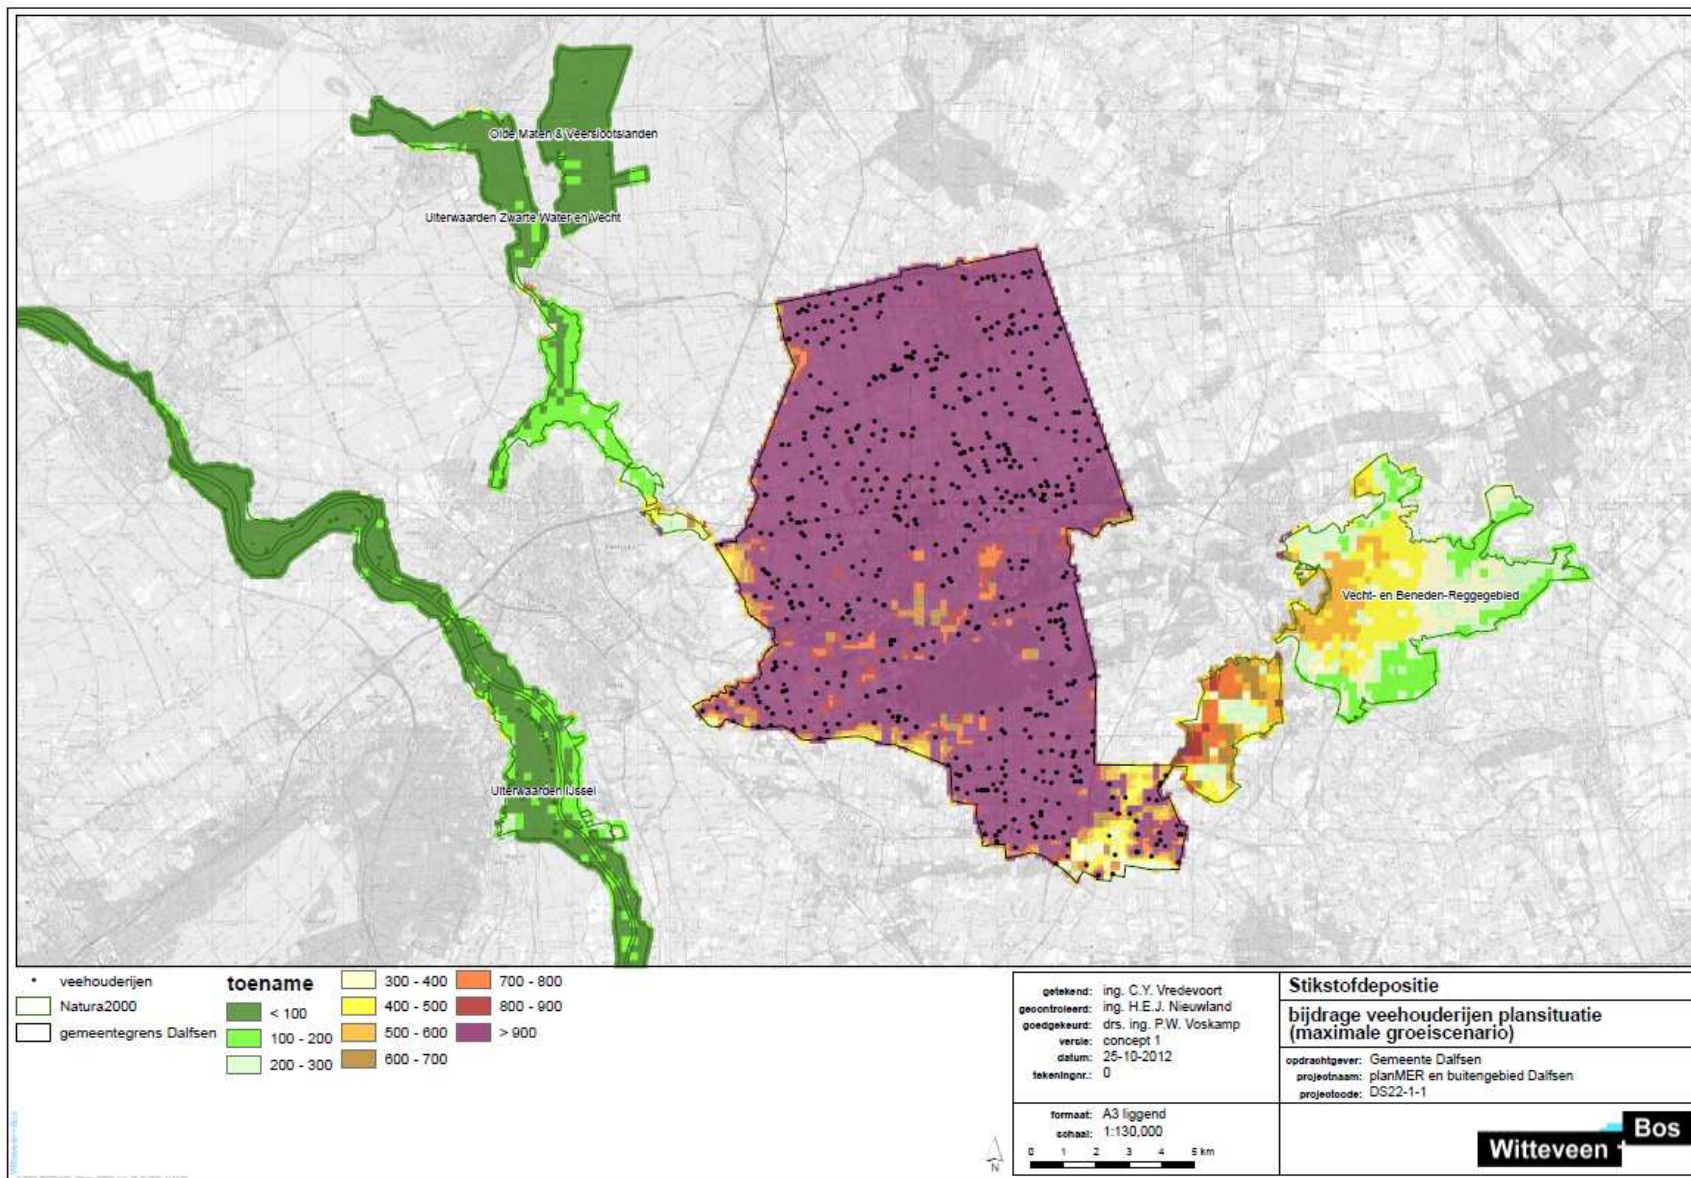 Olde Maten & Veerslootslanden
Uiterwaarden Zwarte Water en Vecht
Vecht- en Beneden-Reggegebied
Uiterwaarden IJssel
veehouderijen
Natura2000
gemeentegrens Dalfsen
toename
< 100
100 - 200
200 - 300
300 - 400
400 - 500
500 - 600
600 - 700
700 - 800
800 - 900
> 900
getekend: ing. C.Y. Vredevoort
gecontroleerd: ing. H.E.J. Nieuwland
goedgekeurd: drs. ing. P.W. Voskamp
versie: concept 1
datum: 25-10-2012
tekeningnr.: 0
formaat: A3 liggend
schaal: 1:130,000
0 1 2 3 4 5 km
N
Stikstofdepositie
bijdrage veehouderijen plansituatie
(maximale groeiscenario)
opdrachtgever: Gemeente Dalfsen
projectnaam: planMER en buitengebied Dalfsen
projectcode: DS22-1-1
Witteveen + Bos
Witteveen+Bos